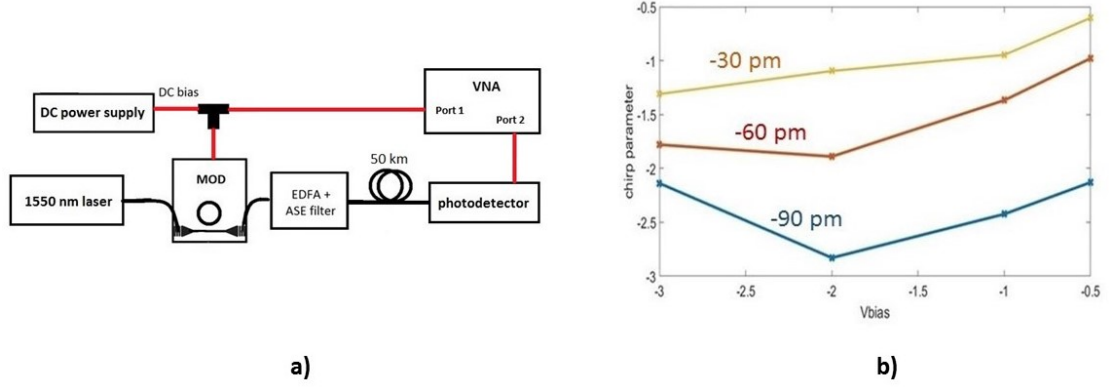 DC power supply
DC bias
VNA
Port 1
Port 2
1550 nm laser
MOD
EDFA +
ASE filter
50 km
photodetector
a)
-0.5
-1
-1.5
-2
-2.5
-3
chirp parameter
-30 pm
-60 pm
-90 pm
-3
-2.5
-2
-1.5
-1
-0.5
Vbias
b)